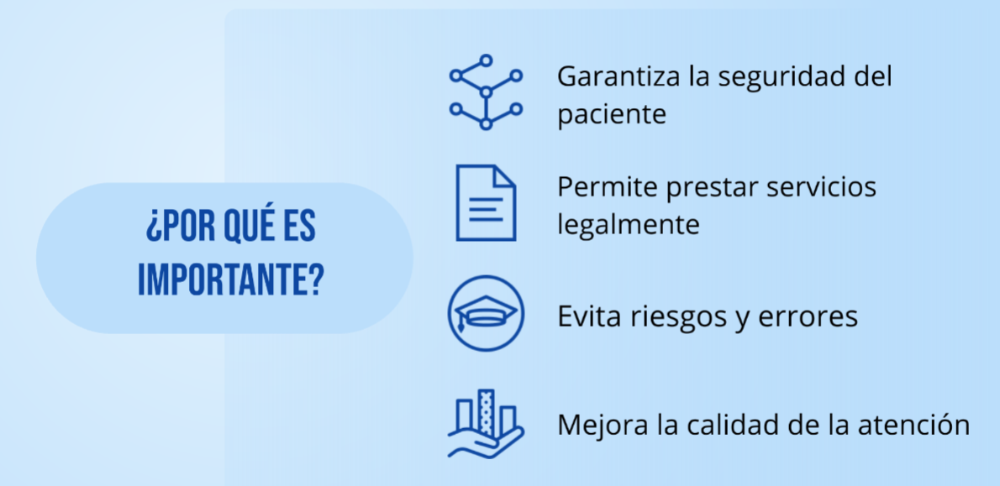 ¿POR QUÉ ES
IMPORTANTE?
Garantiza la seguridad del
paciente
Permite prestar servicios
legalmente
Evita riesgos y errores
Mejora la calidad de la atención